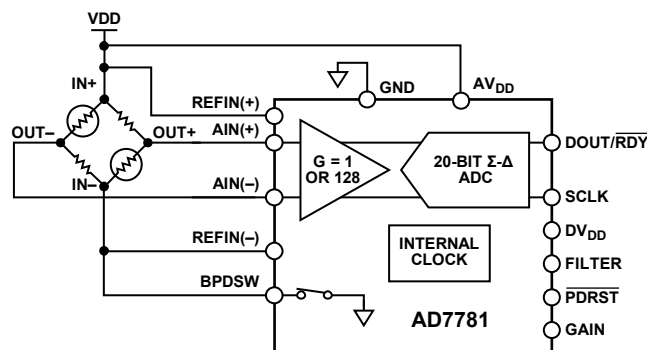 VDD
IN+
OUT–
OUT+
IN–
REFIN(+)
AIN(+)
AIN(–)
REFIN(–)
BPDSW
GND
AVDD
G = 1
OR 128
20-BIT Σ-Δ
ADC
INTERNAL
CLOCK
AD7781
DOUT/RDY
SCLK
DVDD
FILTER
PDRST
GAIN